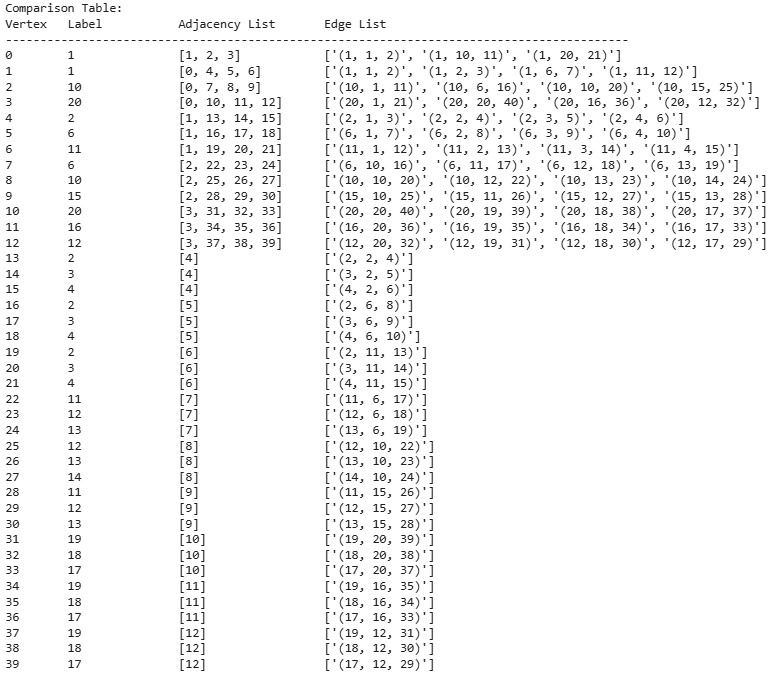 Comparison Table:
Vertex   Label               Adjacency List       Edge List
------------------------------------------------------------------------------------------
0        1               [1, 2, 3]            ['(1, 1, 2)', '(1, 10, 11)', '(1, 20, 21)']
1        1               [0, 4, 5, 6]         ['(1, 1, 2)', '(1, 2, 3)', '(1, 6, 7)', '(1, 11, 12)']
2        10              [0, 7, 8, 9]         ['(10, 1, 11)', '(10, 6, 16)', '(10, 10, 20)', '(10, 15, 25)']
3        20              [0, 10, 11, 12]      ['(20, 1, 21)', '(20, 20, 40)', '(20, 16, 36)', '(20, 12, 32)']
4        2               [1, 13, 14, 15]      ['(2, 1, 3)', '(2, 2, 4)', '(2, 3, 5)', '(2, 4, 6)']
5        6               [1, 16, 17, 18]      ['(6, 1, 7)', '(6, 2, 8)', '(6, 3, 9)', '(6, 4, 10)']
6        11              [1, 19, 20, 21]      ['(11, 1, 12)', '(11, 2, 13)', '(11, 3, 14)', '(11, 4, 15)']
7        6               [2, 22, 23, 24]      ['(6, 10, 16)', '(6, 11, 17)', '(6, 12, 18)', '(6, 13, 19)']
8        10              [2, 25, 26, 27]      ['(10, 10, 20)', '(10, 12, 22)', '(10, 13, 23)', '(10, 14, 24)']
9        15              [2, 28, 29, 30]      ['(15, 10, 25)', '(15, 11, 26)', '(15, 12, 27)', '(15, 13, 28)']
10       20              [3, 31, 32, 33]      ['(20, 20, 40)', '(20, 19, 39)', '(20, 18, 38)', '(20, 17, 37)']
11       16              [3, 34, 35, 36]      ['(16, 20, 36)', '(16, 19, 35)', '(16, 18, 34)', '(16, 17, 33)']
12       12              [3, 37, 38, 39]      ['(12, 20, 32)', '(12, 19, 31)', '(12, 18, 30)', '(12, 17, 29)']
13       2               [4]                  ['(2, 2, 4)']
14       3               [4]                  ['(3, 2, 5)']
15       4               [4]                  ['(4, 2, 6)']
16       2               [5]                  ['(2, 6, 8)']
17       3               [5]                  ['(3, 6, 9)']
18       4               [5]                  ['(4, 6, 10)']
19       2               [6]                  ['(2, 11, 13)']
20       3               [6]                  ['(3, 11, 14)']
21       4               [6]                  ['(4, 11, 15)']
22       11              [7]                  ['(11, 6, 17)']
23       12              [7]                  ['(12, 6, 18)']
24       13              [7]                  ['(13, 6, 19)']
25       12              [8]                  ['(12, 10, 22)']
26       13              [8]                  ['(13, 10, 23)']
27       14              [8]                  ['(14, 10, 24)']
28       11              [9]                  ['(11, 15, 26)']
29       12              [9]                  ['(12, 15, 27)']
30       13              [9]                  ['(13, 15, 28)']
31       19              [10]                 ['(19, 20, 39)']
32       18              [10]                 ['(18, 20, 38)']
33       17              [10]                 ['(17, 20, 37)']
34       19              [11]                 ['(19, 16, 35)']
35       18              [11]                 ['(18, 16, 34)']
36       17              [11]                 ['(17, 16, 33)']
37       19              [12]                 ['(19, 12, 31)']
38       18              [12]                 ['(18, 12, 30)']
39       17              [12]                 ['(17, 12, 29)']